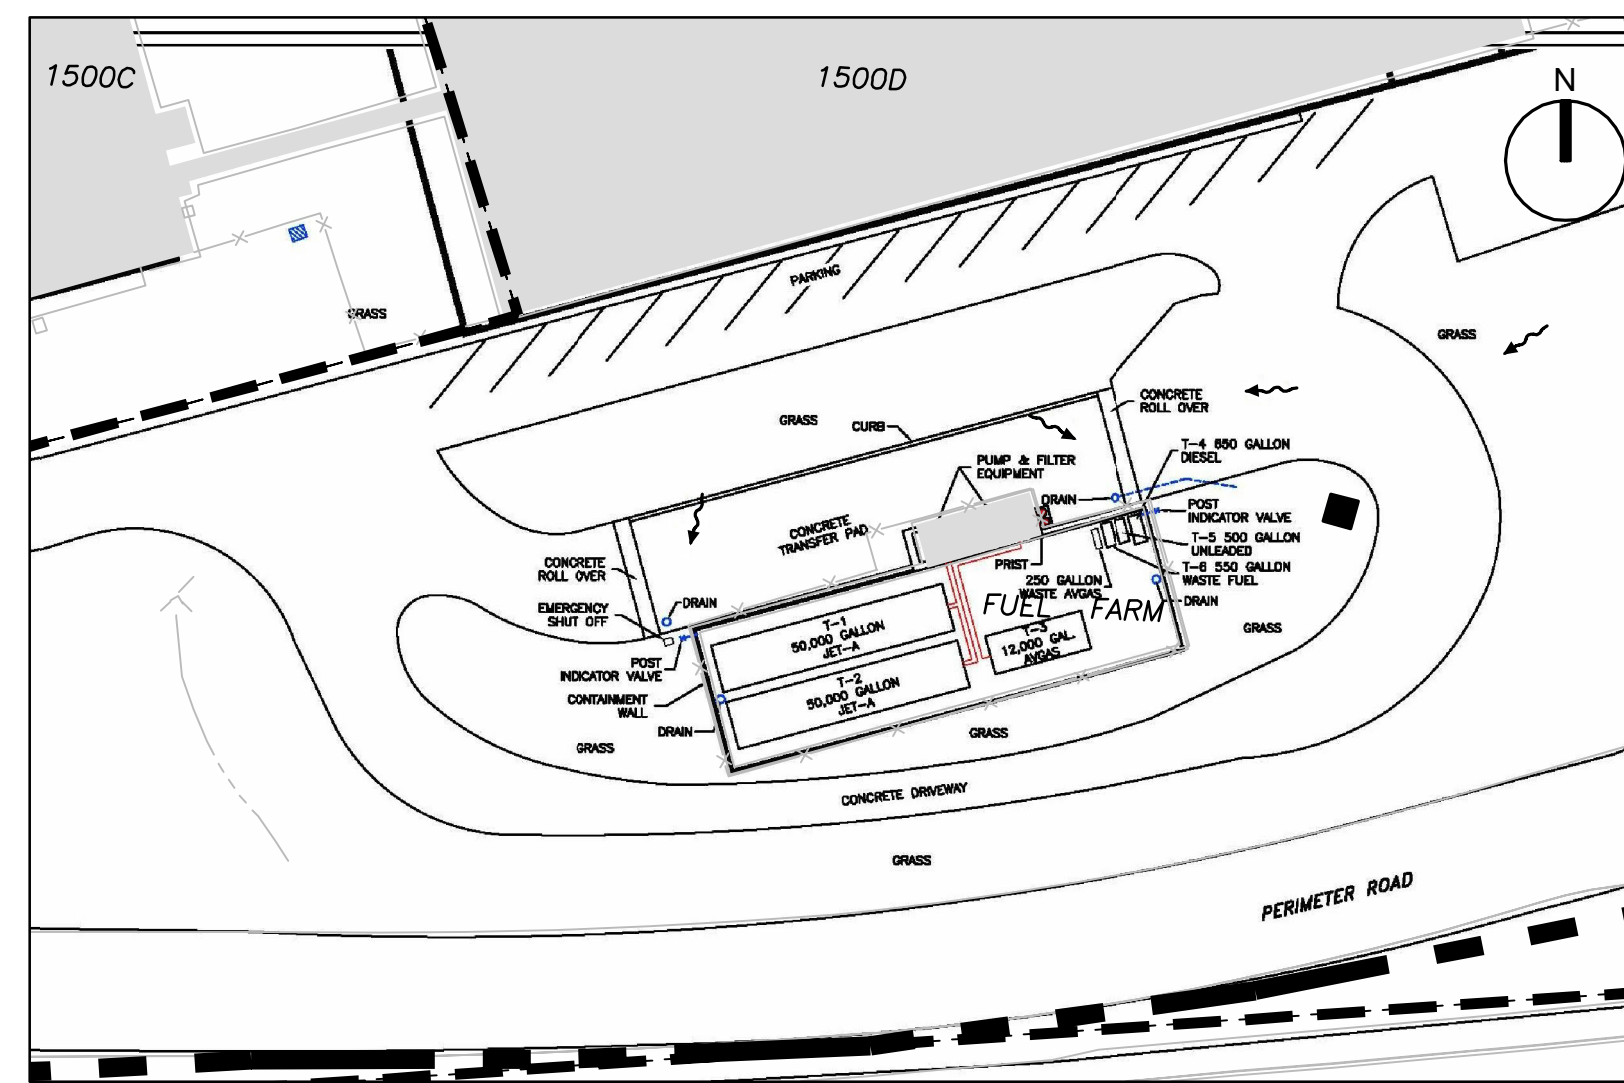 1500C
1500D
N
PARKING
GRASS
GRASS
CONCRETE
ROLL OVER
GRASS
CURB
T-4 650 GALLON
DIESEL
PUMP & FILTER
EQUIPMENT
DRAIN
POST
INDICATOR VALVE
CONCRETE
TRANSFER PAD
T-5 500 GALLON
UNLEADED
PRIST
CONCRETE
ROLL OVER
T-6 550 GALLON
WASTE FUEL
250 GALLON
WASTE AVGAS
DRAIN
FUEL FARM
DRAIN
EMERGENCY
SHUT OFF
GRASS
T-1
50,000 GALLON
JET-A
T-3
12,000 GAL.
AVGAS
POST
INDICATOR VALVE
T-2
50,000 GALLON
JET-A
CONTAINMENT
WALL
DRAIN
GRASS
GRASS
CONCRETE DRIVEWAY
GRASS
PERIMETER ROAD